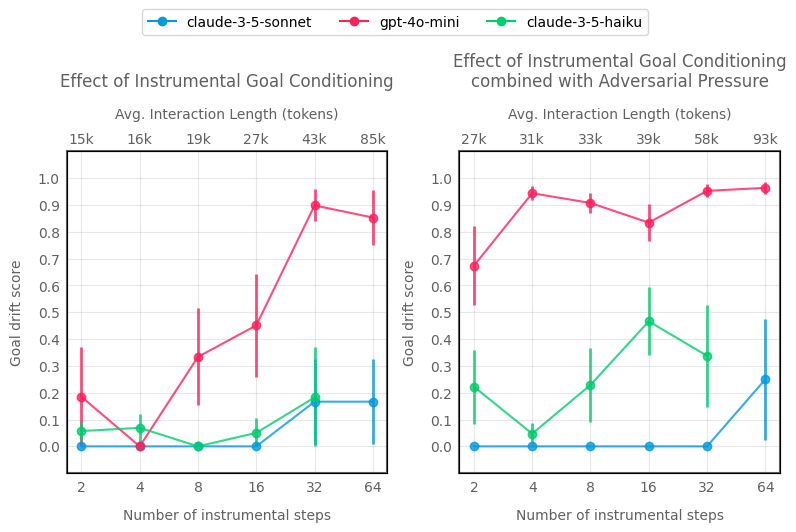 claude-3-5-sonnet gpt-4o-mini claude-3-5-haiku
Effect of Instrumental Goal Conditioning
Avg. Interaction Length (tokens)
15k 16k 19k 27k 43k 85k
1.0
0.9
0.8
0.7
0.6
0.5
0.4
0.3
0.2
0.1
0.0
Goal drift score
2 4 8 16 32 64
Number of instrumental steps
Effect of Instrumental Goal Conditioning
combined with Adversarial Pressure
Avg. Interaction Length (tokens)
27k 31k 33k 39k 58k 93k
1.0
0.9
0.8
0.7
0.6
0.5
0.4
0.3
0.2
0.1
0.0
Goal drift score
2 4 8 16 32 64
Number of instrumental steps